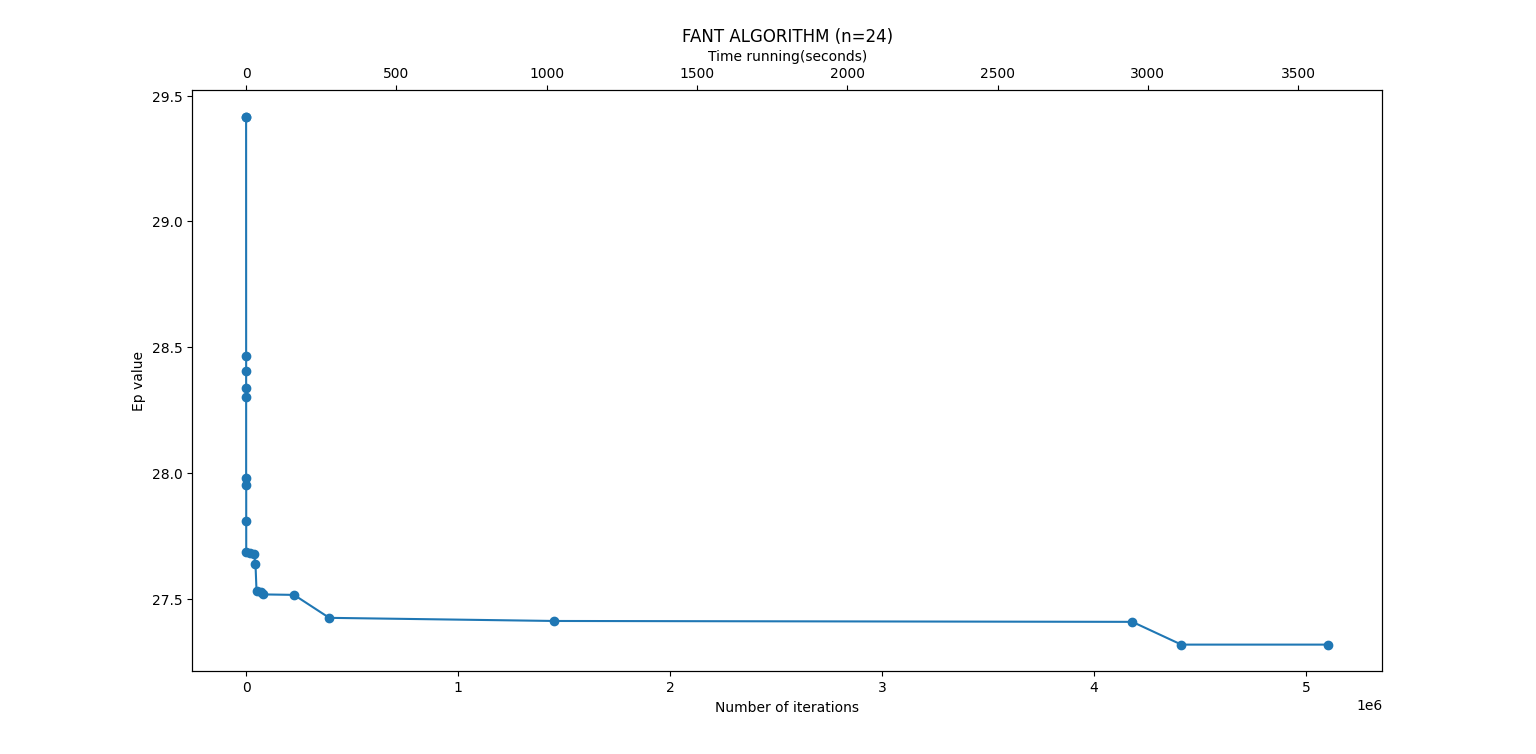 FANT ALGORITHM (n=24)
Time running(seconds)
0 500 1000 1500 2000 2500 3000 3500
29.5
29.0
28.5
28.0
27.5
Ep value
0 1 2 3 4 5
1e6
Number of iterations